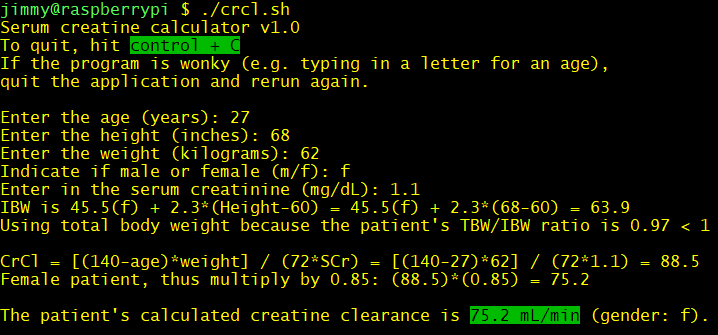 jimmy@raspberrypi $ ./crcl.sh
Serum creatine calculator v1.0
To quit, hit control + C
If the program is wonky (e.g. typing in a letter for an age),
quit the application and rerun again.
Enter the age (years): 27
Enter the height (inches): 68
Enter the weight (kilograms): 62
Indicate if male or female (m/f): f
Enter in the serum creatinine (mg/dL): 1.1
IBW is 45.5(f) + 2.3*(Height-60) = 45.5(f) + 2.3*(68-60) = 63.9
Using total body weight because the patient's TBW/IBW ratio is 0.97 < 1
CrCl = [(140-age)*weight] / (72*SCr) = [(140-27)*62] / (72*1.1) = 88.5
Female patient, thus multiply by 0.85: (88.5)*(0.85) = 75.2
The patient's calculated creatine clearance is 75.2 mL/min (gender: f).